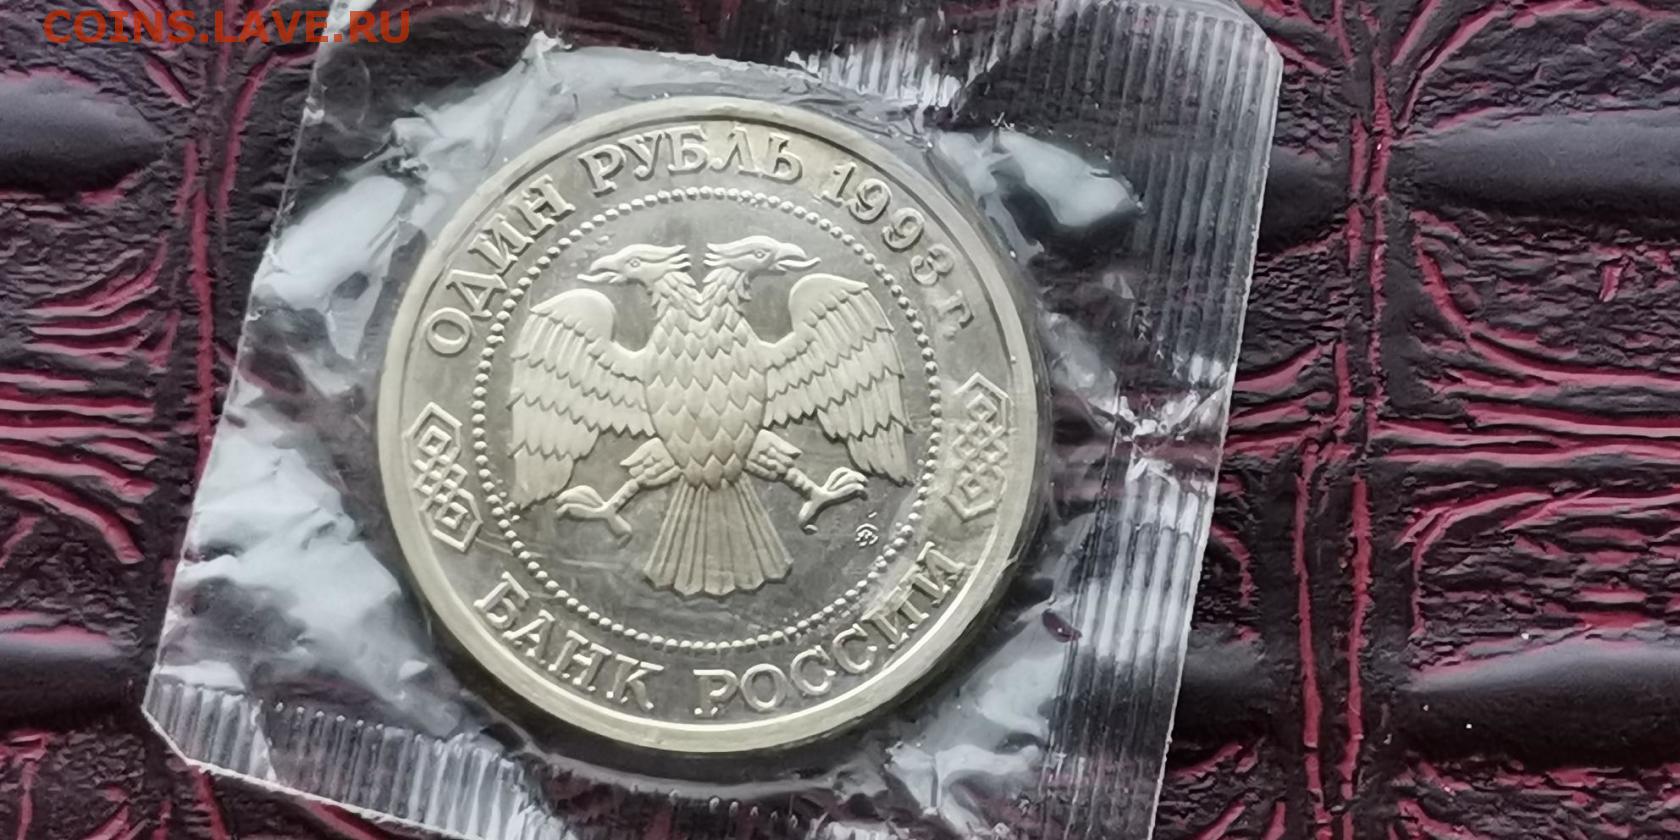 COINS.LAVE.RU
ОДИН РУБЛЬ 1993 г.
БАНК РОССИИ